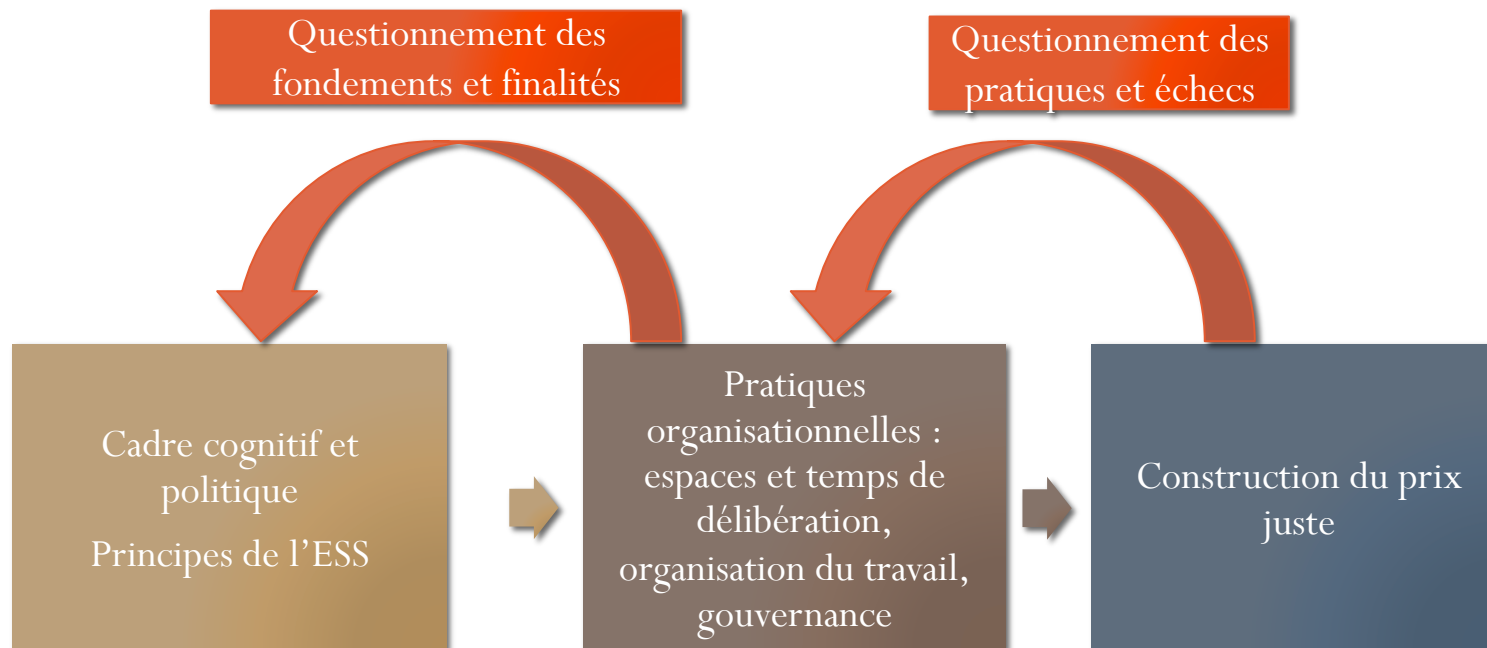 Questionnement des
fondements et finalités
Questionnement des
pratiques et échecs
Cadre cognitif et
politique
Principes de l’ESS
Pratiques
organisationnelles :
espaces et temps de
délibération,
organisation du travail,
gouvernance
Construction du prix
juste